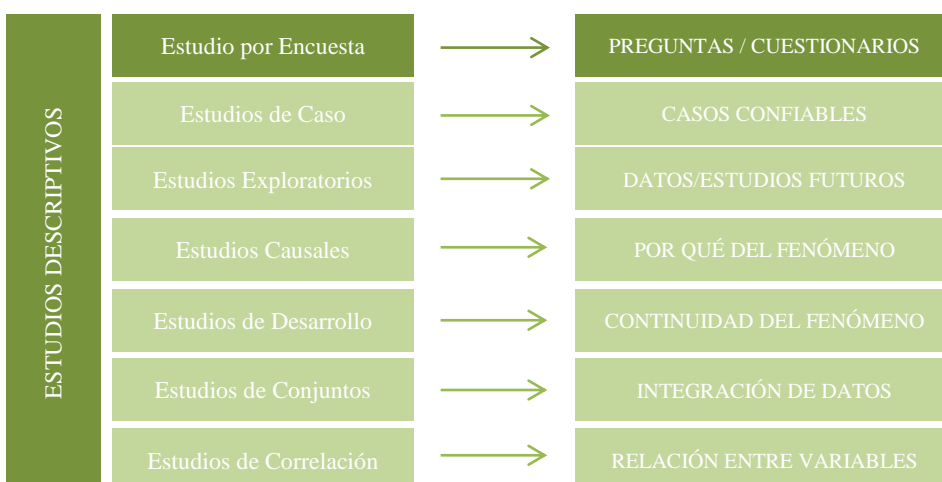 ESTUDIOS DESCRIPTIVOS
Estudio por Encuesta
PREGUNTAS / CUESTIONARIOS
Estudios de Caso
CASOS CONFIABLES
Estudios Exploratorios
DATOS/ESTUDIOS FUTUROS
Estudios Causales
POR QUÉ DEL FENÓMENO
Estudios de Desarrollo
CONTINUIDAD DEL FENÓMENO
Estudios de Conjuntos
INTEGRACIÓN DE DATOS
Estudios de Correlación
RELACIÓN ENTRE VARIABLES